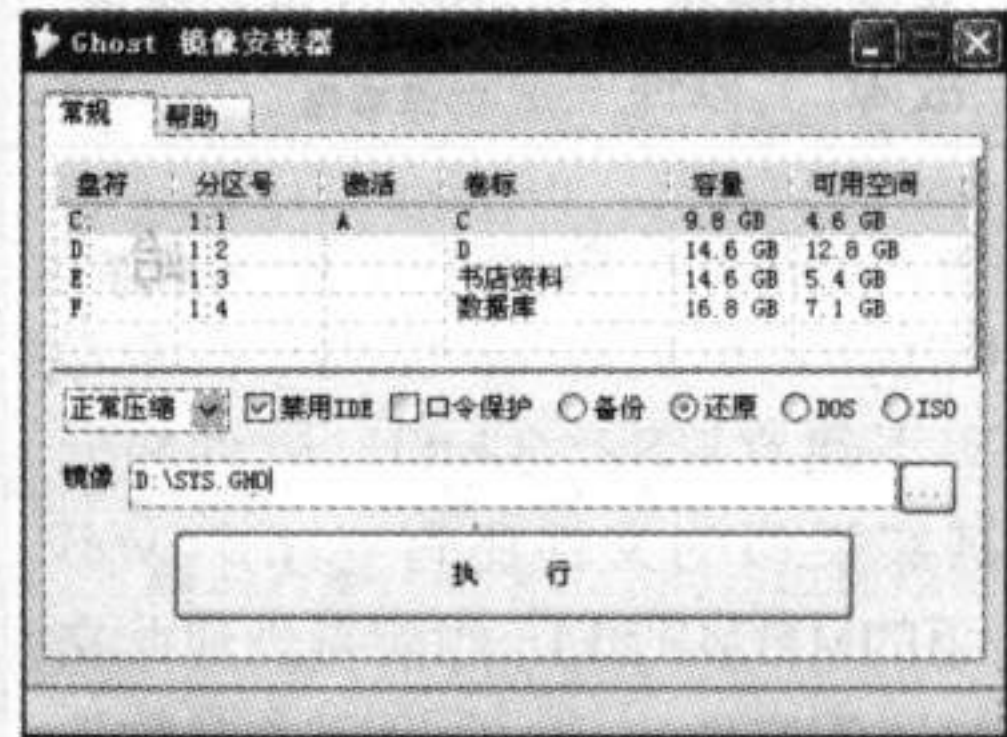 Ghost 镜像安装器
常规 帮助
盘符 分区号 激活 卷标 容量 可用空间
C: 1:1 A C 9.8 GB 4.6 GB
D: 1:2 D 14.6 GB 12.8 GB
E: 1:3 书店资料 14.6 GB 5.4 GB
F: 1:4 数据库 16.8 GB 7.1 GB
正常压缩 禁用IDE 口令保护 备份 还原 DOS ISO
镜像 D:\SYS.GHO
...
执 行